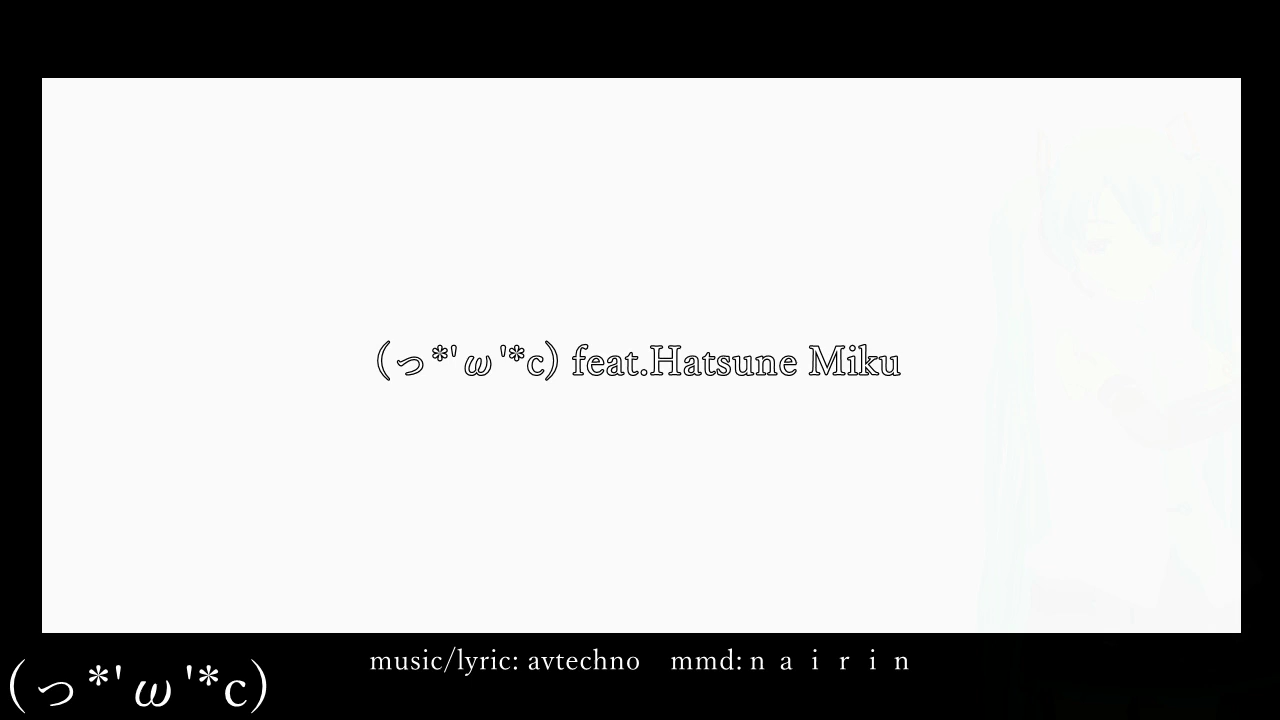 (っ*'ω'*c) feat.Hatsune Miku
music/lyric: avtechno mmd:n a i r i n
(っ*'ω'*c)